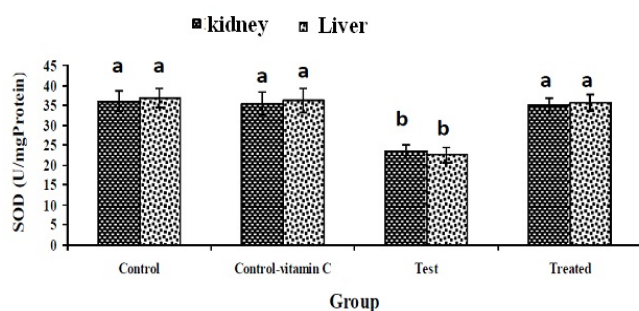 kidney Liver
a a a a b b a a
45
40
35
30
25
20
15
10
5
0
SOD (U/mgProtein)
Control Control-vitamin C Test Treated
Group